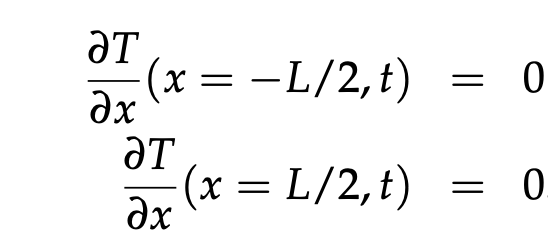 ∂T/∂x (x = −L/2, t) = 0
∂T/∂x (x = L/2, t) = 0.